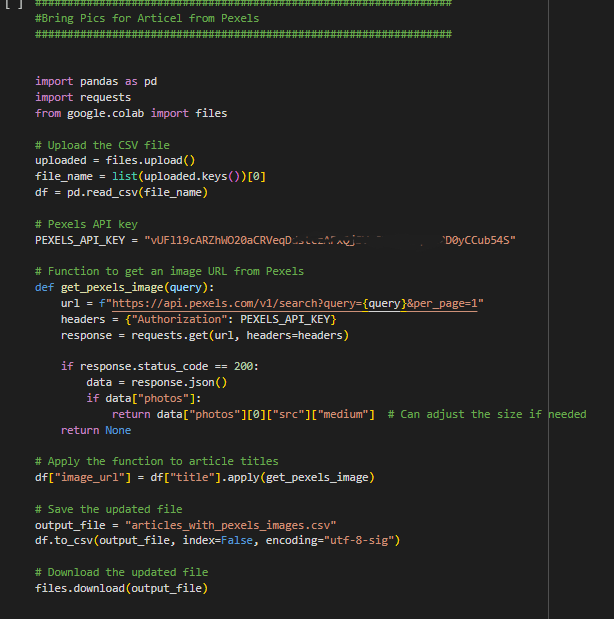 [ ]
#################################################################
#Bring Pics for Articel from Pexels
#################################################################
import pandas as pd
import requests
from google.colab import files
# Upload the CSV file
uploaded = files.upload()
file_name = list(uploaded.keys())[0]
df = pd.read_csv(file_name)
# Pexels API key
PEXELS_API_KEY = "vUFl19cARZhWO20aCRVeqD D0yCCub54S"
# Function to get an image URL from Pexels
def get_pexels_image(query):
    url = f"https://api.pexels.com/v1/search?query={query}&per_page=1"
    headers = {"Authorization": PEXELS_API_KEY}
    response = requests.get(url, headers=headers)
    if response.status_code == 200:
        data = response.json()
        if data["photos"]:
            return data["photos"][0]["src"]["medium"]  # Can adjust the size if needed
    return None
# Apply the function to article titles
df["image_url"] = df["title"].apply(get_pexels_image)
# Save the updated file
output_file = "articles_with_pexels_images.csv"
df.to_csv(output_file, index=False, encoding="utf-8-sig")
# Download the updated file
files.download(output_file)